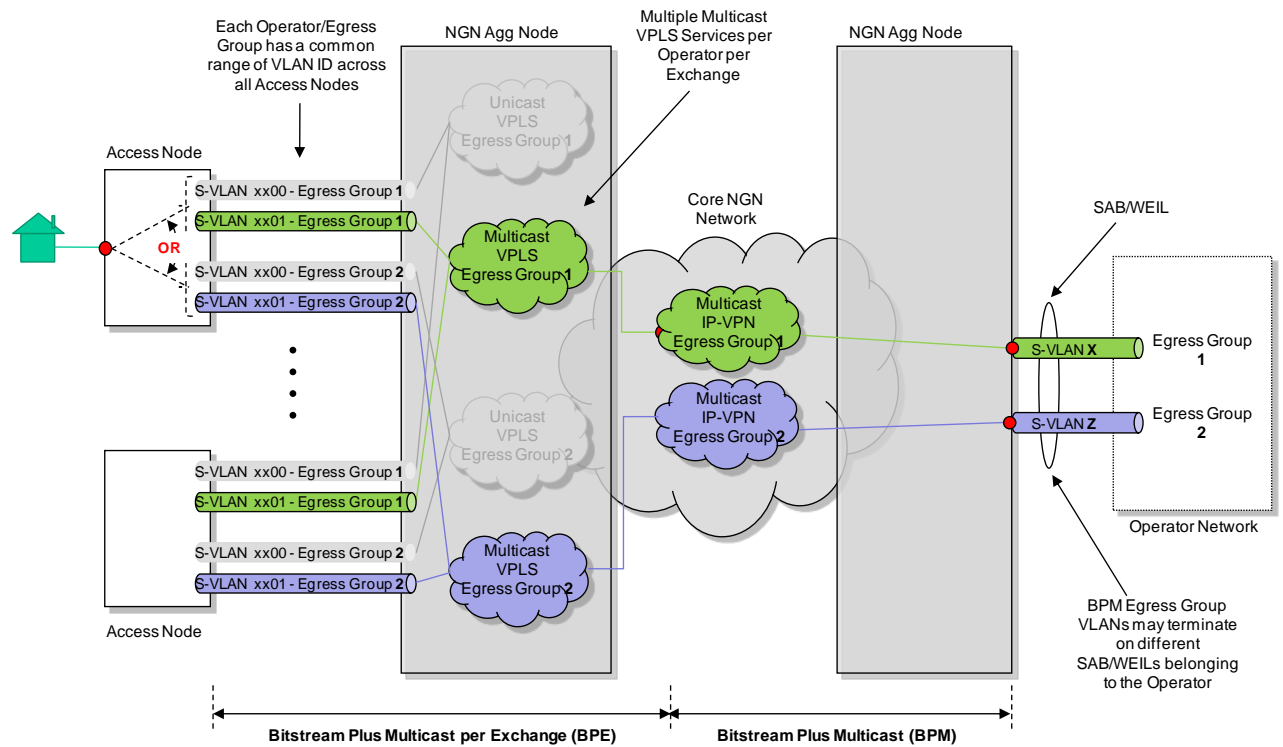 Each Operator/Egress
Group has a common
range of VLAN ID across
all Access Nodes
NGN Agg Node
Multiple Multicast
VPLS Services per
Operator per
Exchange
NGN Agg Node
Unicast
VPLS
Egress Group 1
Access Node
S-VLAN xx00 - Egress Group 1
S-VLAN xx01 - Egress Group 1
OR
S-VLAN xx00 - Egress Group 2
S-VLAN xx01 - Egress Group 2
Multicast
VPLS
Egress Group 1
Core NGN
Network
Multicast
IP-VPN
Egress Group 1
Multicast
IP-VPN
Egress Group 2
SAB/WEIL
S-VLAN X
Egress Group
1
S-VLAN Z
Egress Group
2
Operator Network
Unicast
VPLS
Egress Group 2
S-VLAN xx00 - Egress Group 1
S-VLAN xx01 - Egress Group 1
S-VLAN xx00 - Egress Group 2
S-VLAN xx01 - Egress Group 2
Access Node
Multicast
VPLS
Egress Group 2
BPM Egress Group
VLANs may terminate
on different
SAB/WEILs belonging
to the Operator
Bitstream Plus Multicast per Exchange (BPE)
Bitstream Plus Multicast (BPM)